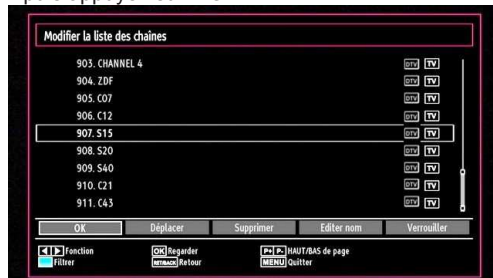 Modifier la liste des chaînes
903. CHANNEL 4 DTV TV
904. ZDF DTV TV
905. C07 DTV TV
906. C12 DTV TV
907. S15 DTV TV
908. S20 DTV TV
909. S40 DTV TV
910. C21 DTV TV
911. C43 DTV TV
OK Déplacer Supprimer Editer nom Verrouiller
Fonction OK Regarder P+ P- HAUT/BAS de page
Filtrer RET/BACK Retour MENU Quitter